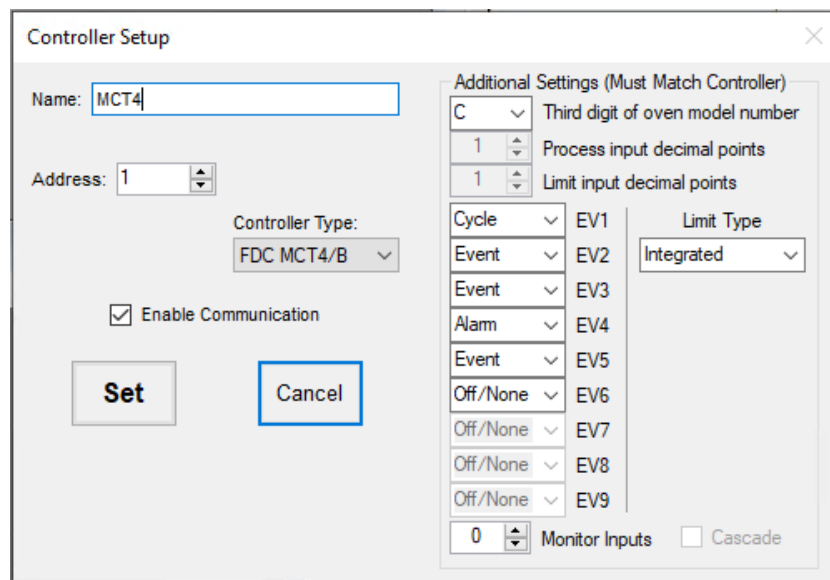 Controller Setup
Name: MCT4
Address: 1
Controller Type:
FDC MCT4/B
Enable Communication
Set
Cancel
Additional Settings (Must Match Controller)
C Third digit of oven model number
1 Process input decimal points
1 Limit input decimal points
Cycle EV1
Event EV2
Event EV3
Alarm EV4
Event EV5
Off/None EV6
Off/None EV7
Off/None EV8
Off/None EV9
Limit Type
Integrated
0 Monitor Inputs Cascade